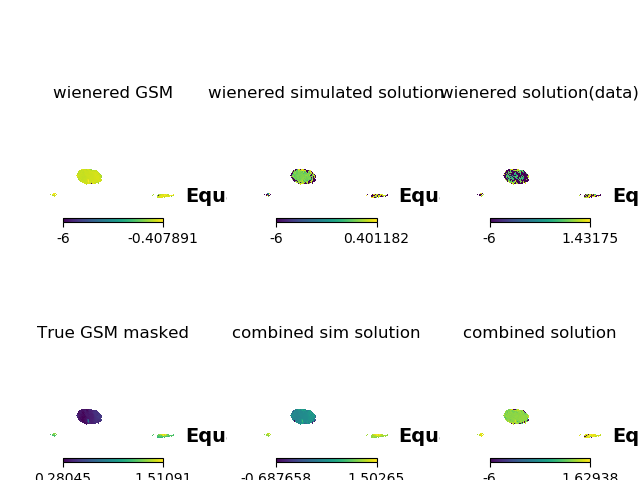 wienered GSM
wienered simulated solution
wienered solution(data)
Equ
Equ
Eq
-6
-0.407891
-6
0.401182
-6
1.43175
True GSM masked
combined sim solution
combined solution
Equ
Equ
Eq
0.28045
1.51091
-0.687658
1.50265
-6
1.62938